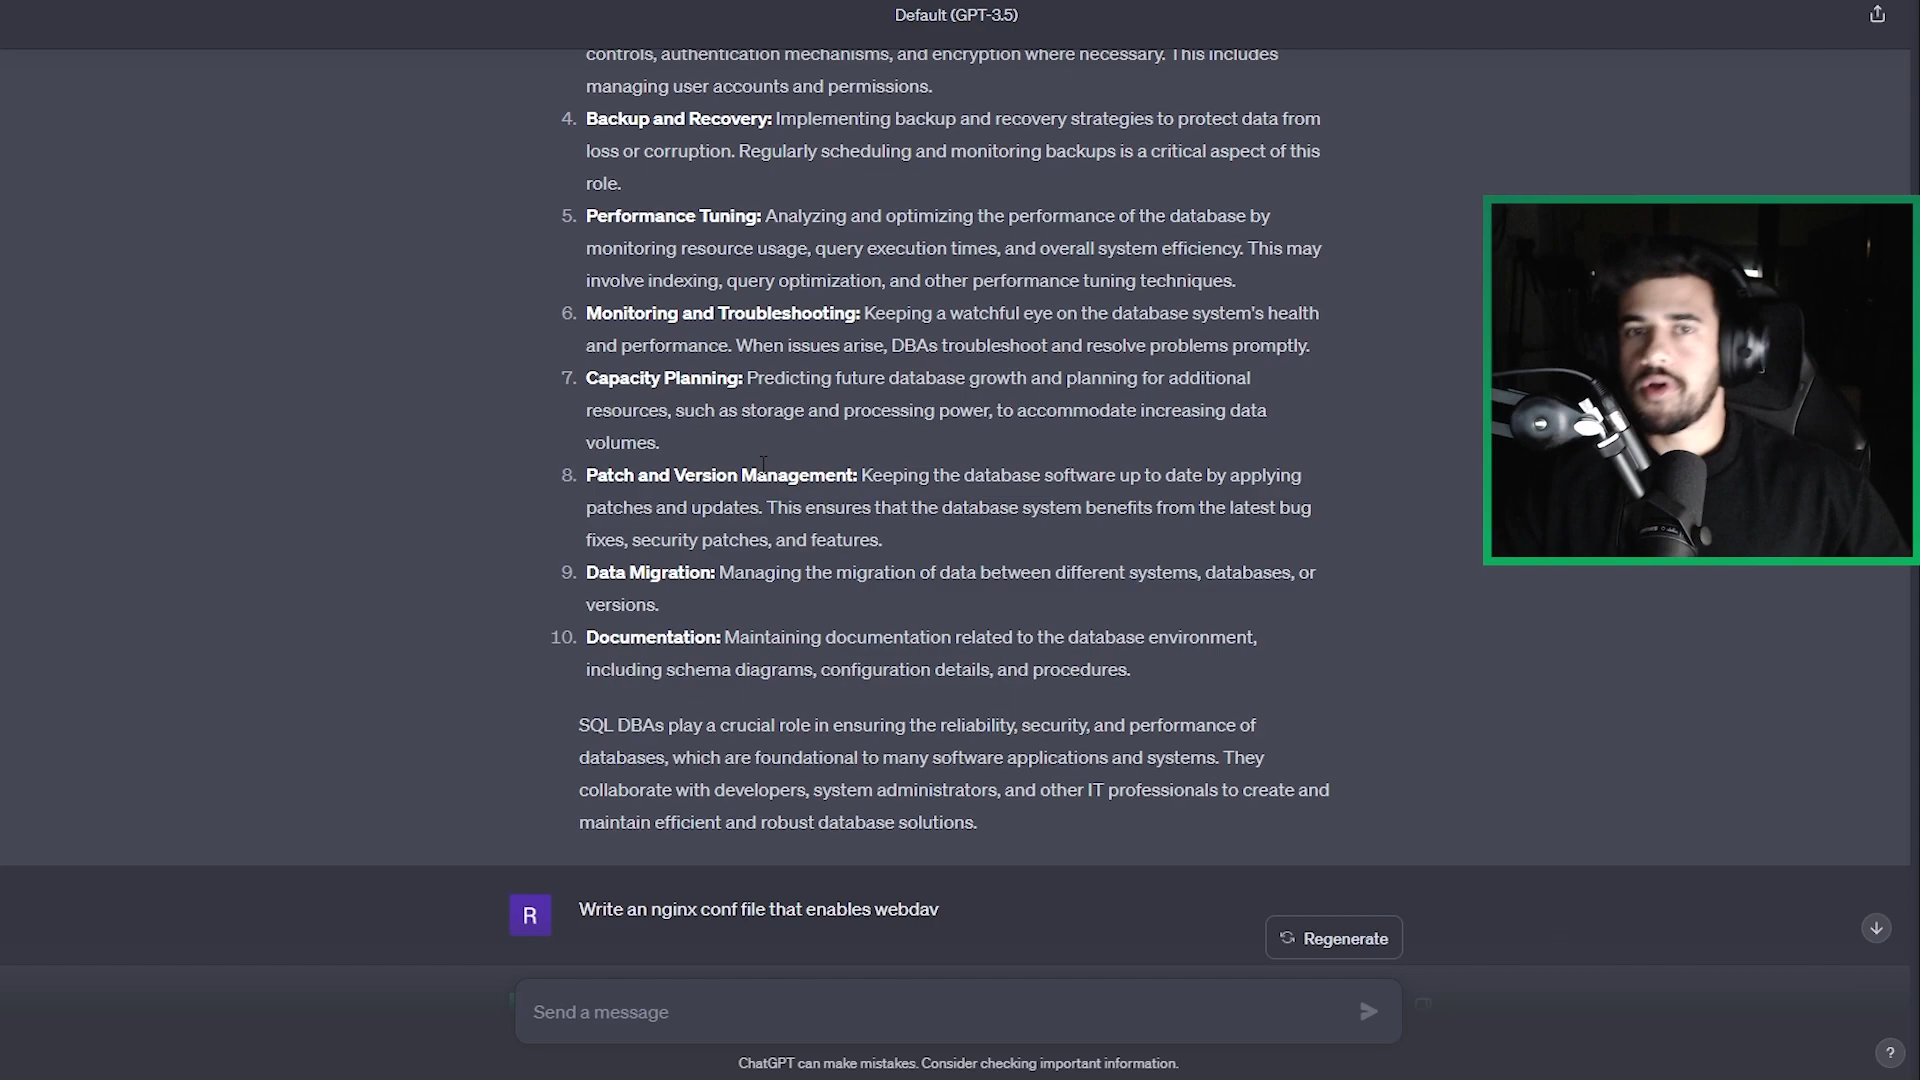 Default (GPT-3.5)
controls, authentication mechanisms, and encryption where necessary. This includes
managing user accounts and permissions.
4. Backup and Recovery: Implementing backup and recovery strategies to protect data from
loss or corruption. Regularly scheduling and monitoring backups is a critical aspect of this
role.
5. Performance Tuning: Analyzing and optimizing the performance of the database by
monitoring resource usage, query execution times, and overall system efficiency. This may
involve indexing, query optimization, and other performance tuning techniques.
6. Monitoring and Troubleshooting: Keeping a watchful eye on the database system's health
and performance. When issues arise, DBAs troubleshoot and resolve problems promptly.
7. Capacity Planning: Predicting future database growth and planning for additional
resources, such as storage and processing power, to accommodate increasing data
volumes.
8. Patch and Version Management: Keeping the database software up to date by applying
patches and updates. This ensures that the database system benefits from the latest bug
fixes, security patches, and features.
9. Data Migration: Managing the migration of data between different systems, databases, or
versions.
10. Documentation: Maintaining documentation related to the database environment,
including schema diagrams, configuration details, and procedures.
SQL DBAs play a crucial role in ensuring the reliability, security, and performance of
databases, which are foundational to many software applications and systems. They
collaborate with developers, system administrators, and other IT professionals to create and
maintain efficient and robust database solutions.
R
Write an nginx conf file that enables webdav
Regenerate
Send a message
ChatGPT can make mistakes. Consider checking important information.
?